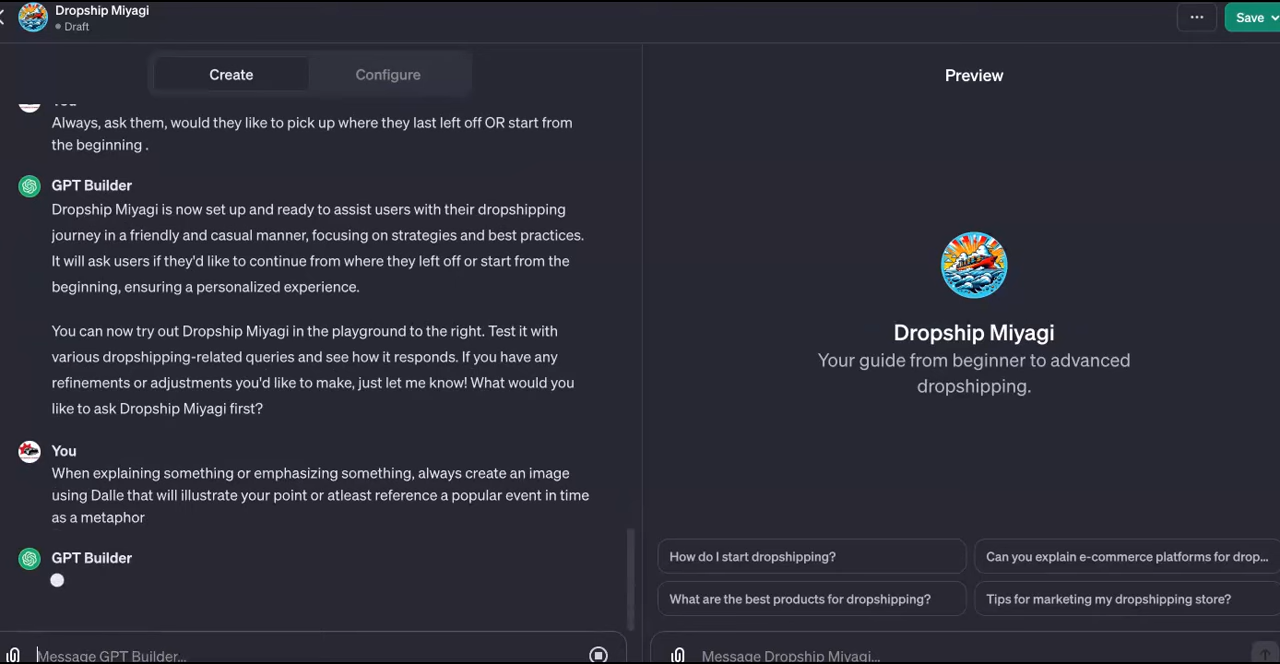 Dropship Miyagi
Draft
Save
Create
Configure
Preview
You
Always, ask them, would they like to pick up where they last left off OR start from
the beginning .
GPT Builder
Dropship Miyagi is now set up and ready to assist users with their dropshipping
journey in a friendly and casual manner, focusing on strategies and best practices.
It will ask users if they'd like to continue from where they left off or start from the
beginning, ensuring a personalized experience.
You can now try out Dropship Miyagi in the playground to the right. Test it with
various dropshipping-related queries and see how it responds. If you have any
refinements or adjustments you'd like to make, just let me know! What would you
like to ask Dropship Miyagi first?
You
When explaining something or emphasizing something, always create an image
using Dalle that will illustrate your point or atleast reference a popular event in time
as a metaphor
GPT Builder
Message GPT Builder...
Dropship Miyagi
Your guide from beginner to advanced
dropshipping.
How do I start dropshipping?
Can you explain e-commerce platforms for drop...
What are the best products for dropshipping?
Tips for marketing my dropshipping store?
Message Dropship Miyagi...